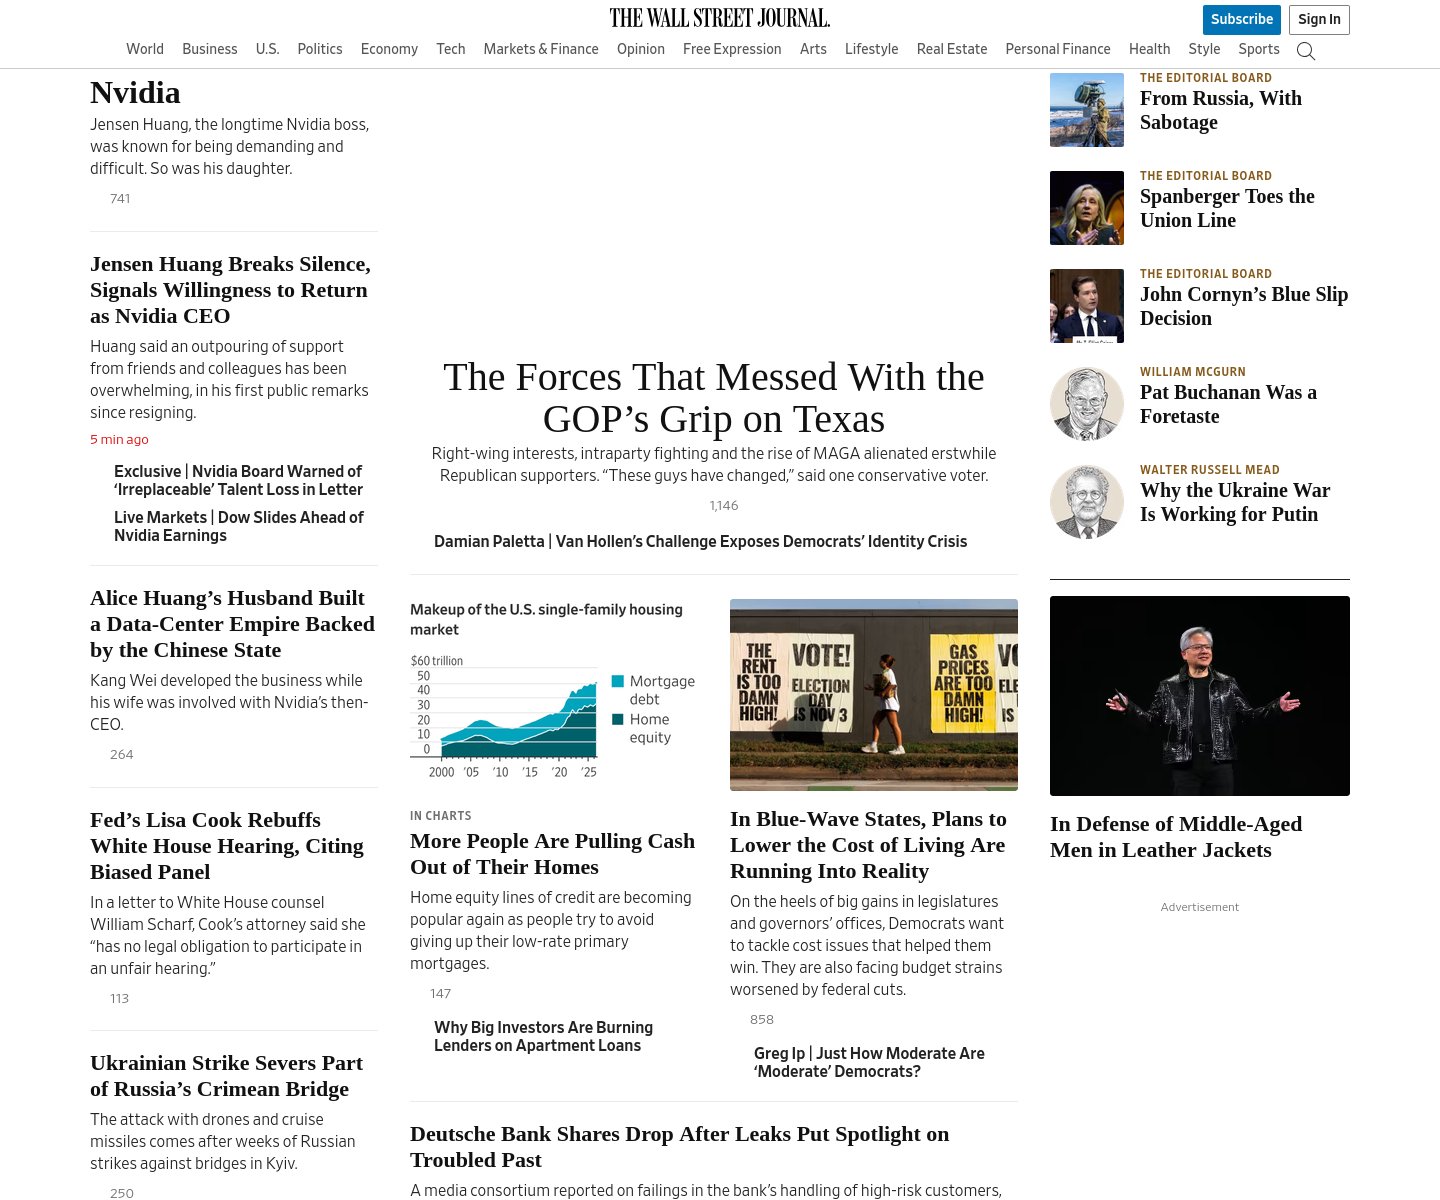 THE WALL STREET JOURNAL.
Subscribe
Sign In
World
Business
U.S.
Politics
Economy
Tech
Markets & Finance
Opinion
Free Expression
Arts
Lifestyle
Real Estate
Personal Finance
Health
Style
Sports
Nvidia
Jensen Huang, the longtime Nvidia boss,
was known for being demanding and
difficult. So was his daughter.
741
Jensen Huang Breaks Silence,
Signals Willingness to Return
as Nvidia CEO
Huang said an outpouring of support
from friends and colleagues has been
overwhelming, in his first public remarks
since resigning.
5 min ago
Exclusive | Nvidia Board Warned of
‘Irreplaceable’ Talent Loss in Letter
Live Markets | Dow Slides Ahead of
Nvidia Earnings
Alice Huang’s Husband Built
a Data-Center Empire Backed
by the Chinese State
Kang Wei developed the business while
his wife was involved with Nvidia’s then-
CEO.
264
Fed’s Lisa Cook Rebuffs
White House Hearing, Citing
Biased Panel
In a letter to White House counsel
William Scharf, Cook’s attorney said she
“has no legal obligation to participate in
an unfair hearing.”
113
Ukrainian Strike Severs Part
of Russia’s Crimean Bridge
The attack with drones and cruise
missiles comes after weeks of Russian
strikes against bridges in Kyiv.
250
The Forces That Messed With the
GOP’s Grip on Texas
Right-wing interests, intraparty fighting and the rise of MAGA alienated erstwhile
Republican supporters. “These guys have changed,” said one conservative voter.
1,146
Damian Paletta | Van Hollen’s Challenge Exposes Democrats’ Identity Crisis
Makeup of the U.S. single-family housing
market
$60 trillion
50
40
30
20
10
0
2000
’05
’10
’15
’20
’25
Mortgage
debt
Home
equity
IN CHARTS
More People Are Pulling Cash
Out of Their Homes
Home equity lines of credit are becoming
popular again as people try to avoid
giving up their low-rate primary
mortgages.
147
Why Big Investors Are Burning
Lenders on Apartment Loans
THE
RENT
IS TOO
DAMN
HIGH!
VOTE!
ELECTION
DAY
IS NOV 3
GAS
PRICES
ARE TOO
DAMN
HIGH!
VO
ELE
IS
In Blue-Wave States, Plans to
Lower the Cost of Living Are
Running Into Reality
On the heels of big gains in legislatures
and governors’ offices, Democrats want
to tackle cost issues that helped them
win. They are also facing budget strains
worsened by federal cuts.
858
Greg Ip | Just How Moderate Are
‘Moderate’ Democrats?
Deutsche Bank Shares Drop After Leaks Put Spotlight on
Troubled Past
A media consortium reported on failings in the bank’s handling of high-risk customers,
THE EDITORIAL BOARD
From Russia, With
Sabotage
THE EDITORIAL BOARD
Spanberger Toes the
Union Line
THE EDITORIAL BOARD
John Cornyn’s Blue Slip
Decision
WILLIAM MCGURN
Pat Buchanan Was a
Foretaste
WALTER RUSSELL MEAD
Why the Ukraine War
Is Working for Putin
In Defense of Middle-Aged
Men in Leather Jackets
Advertisement